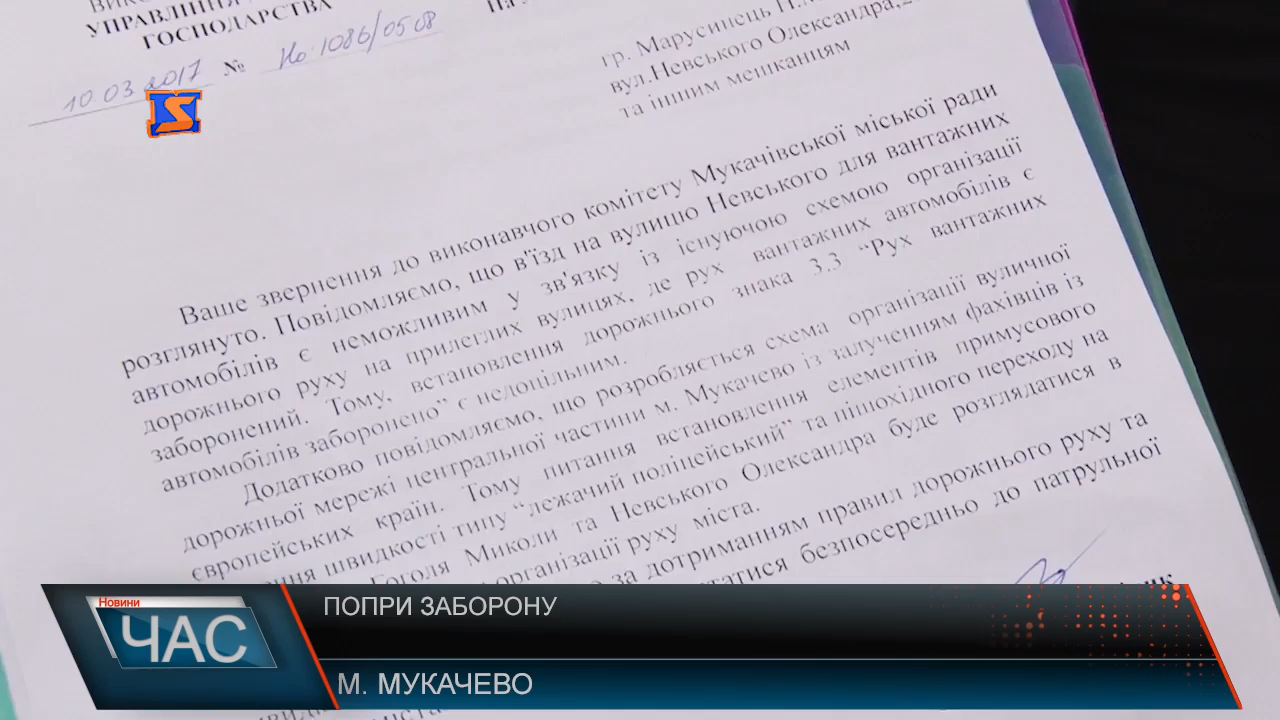 УПРАВЛІННЯ
ГОСПОДАРСТВА
10 03 2017 № Но 1086/05 08
гр. Марусинець
вул.Невського Олександра,
та іншим мешканцям
Ваше звернення до виконавчого комітету Мукачівської міської ради
розглянуто. Повідомляємо, що в'їзд на вулицю Невського для вантажних
автомобілів є неможливим у зв'язку із існуючою схемою організації
дорожнього руху на прилеглих вулицях, де рух вантажних автомобілів є
заборонений. Тому, встановлення дорожнього знака 3.3 “Рух вантажних
автомобілів заборонено” є недоцільним.
Додатково повідомляємо, що розробляється схема організації вуличної
дорожньої мережі центральної частини м. Мукачево із залученням фахівців із
європейських країн. Тому питання встановлення елементів примусового
швидкості типу “лежачий поліцейський” та пішохідного переходу на
Гоголя Миколи та Невського Олександра буде розглядатися в
організації руху міста.
за дотриманням правил дорожнього руху та
безпосередньо до патрульної
Новини
ЧАС
ПОПРИ ЗАБОРОНУ
М. МУКАЧЕВО